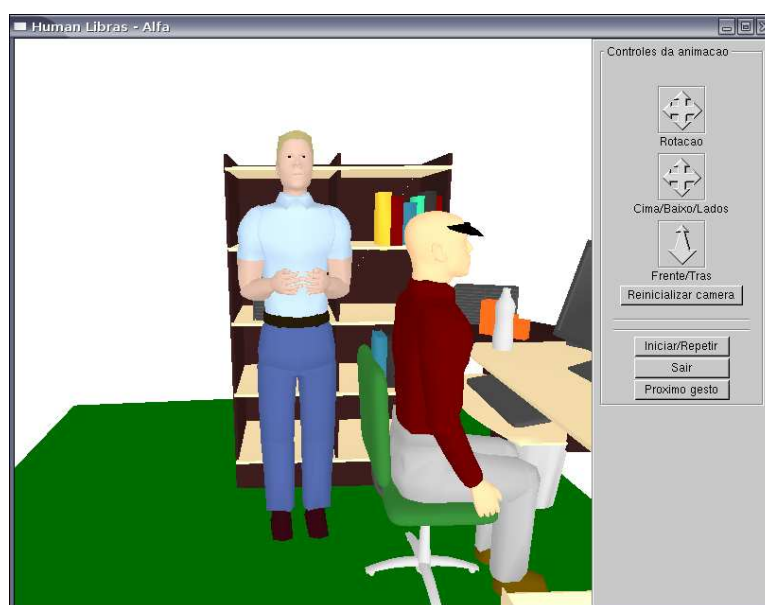 Human Libras - Alfa
Controles da animacao
Rotacao
Cima/Baixo/Lados
Frente/Tras
Reinicializar camera
Iniciar/Repetir
Sair
Proximo gesto